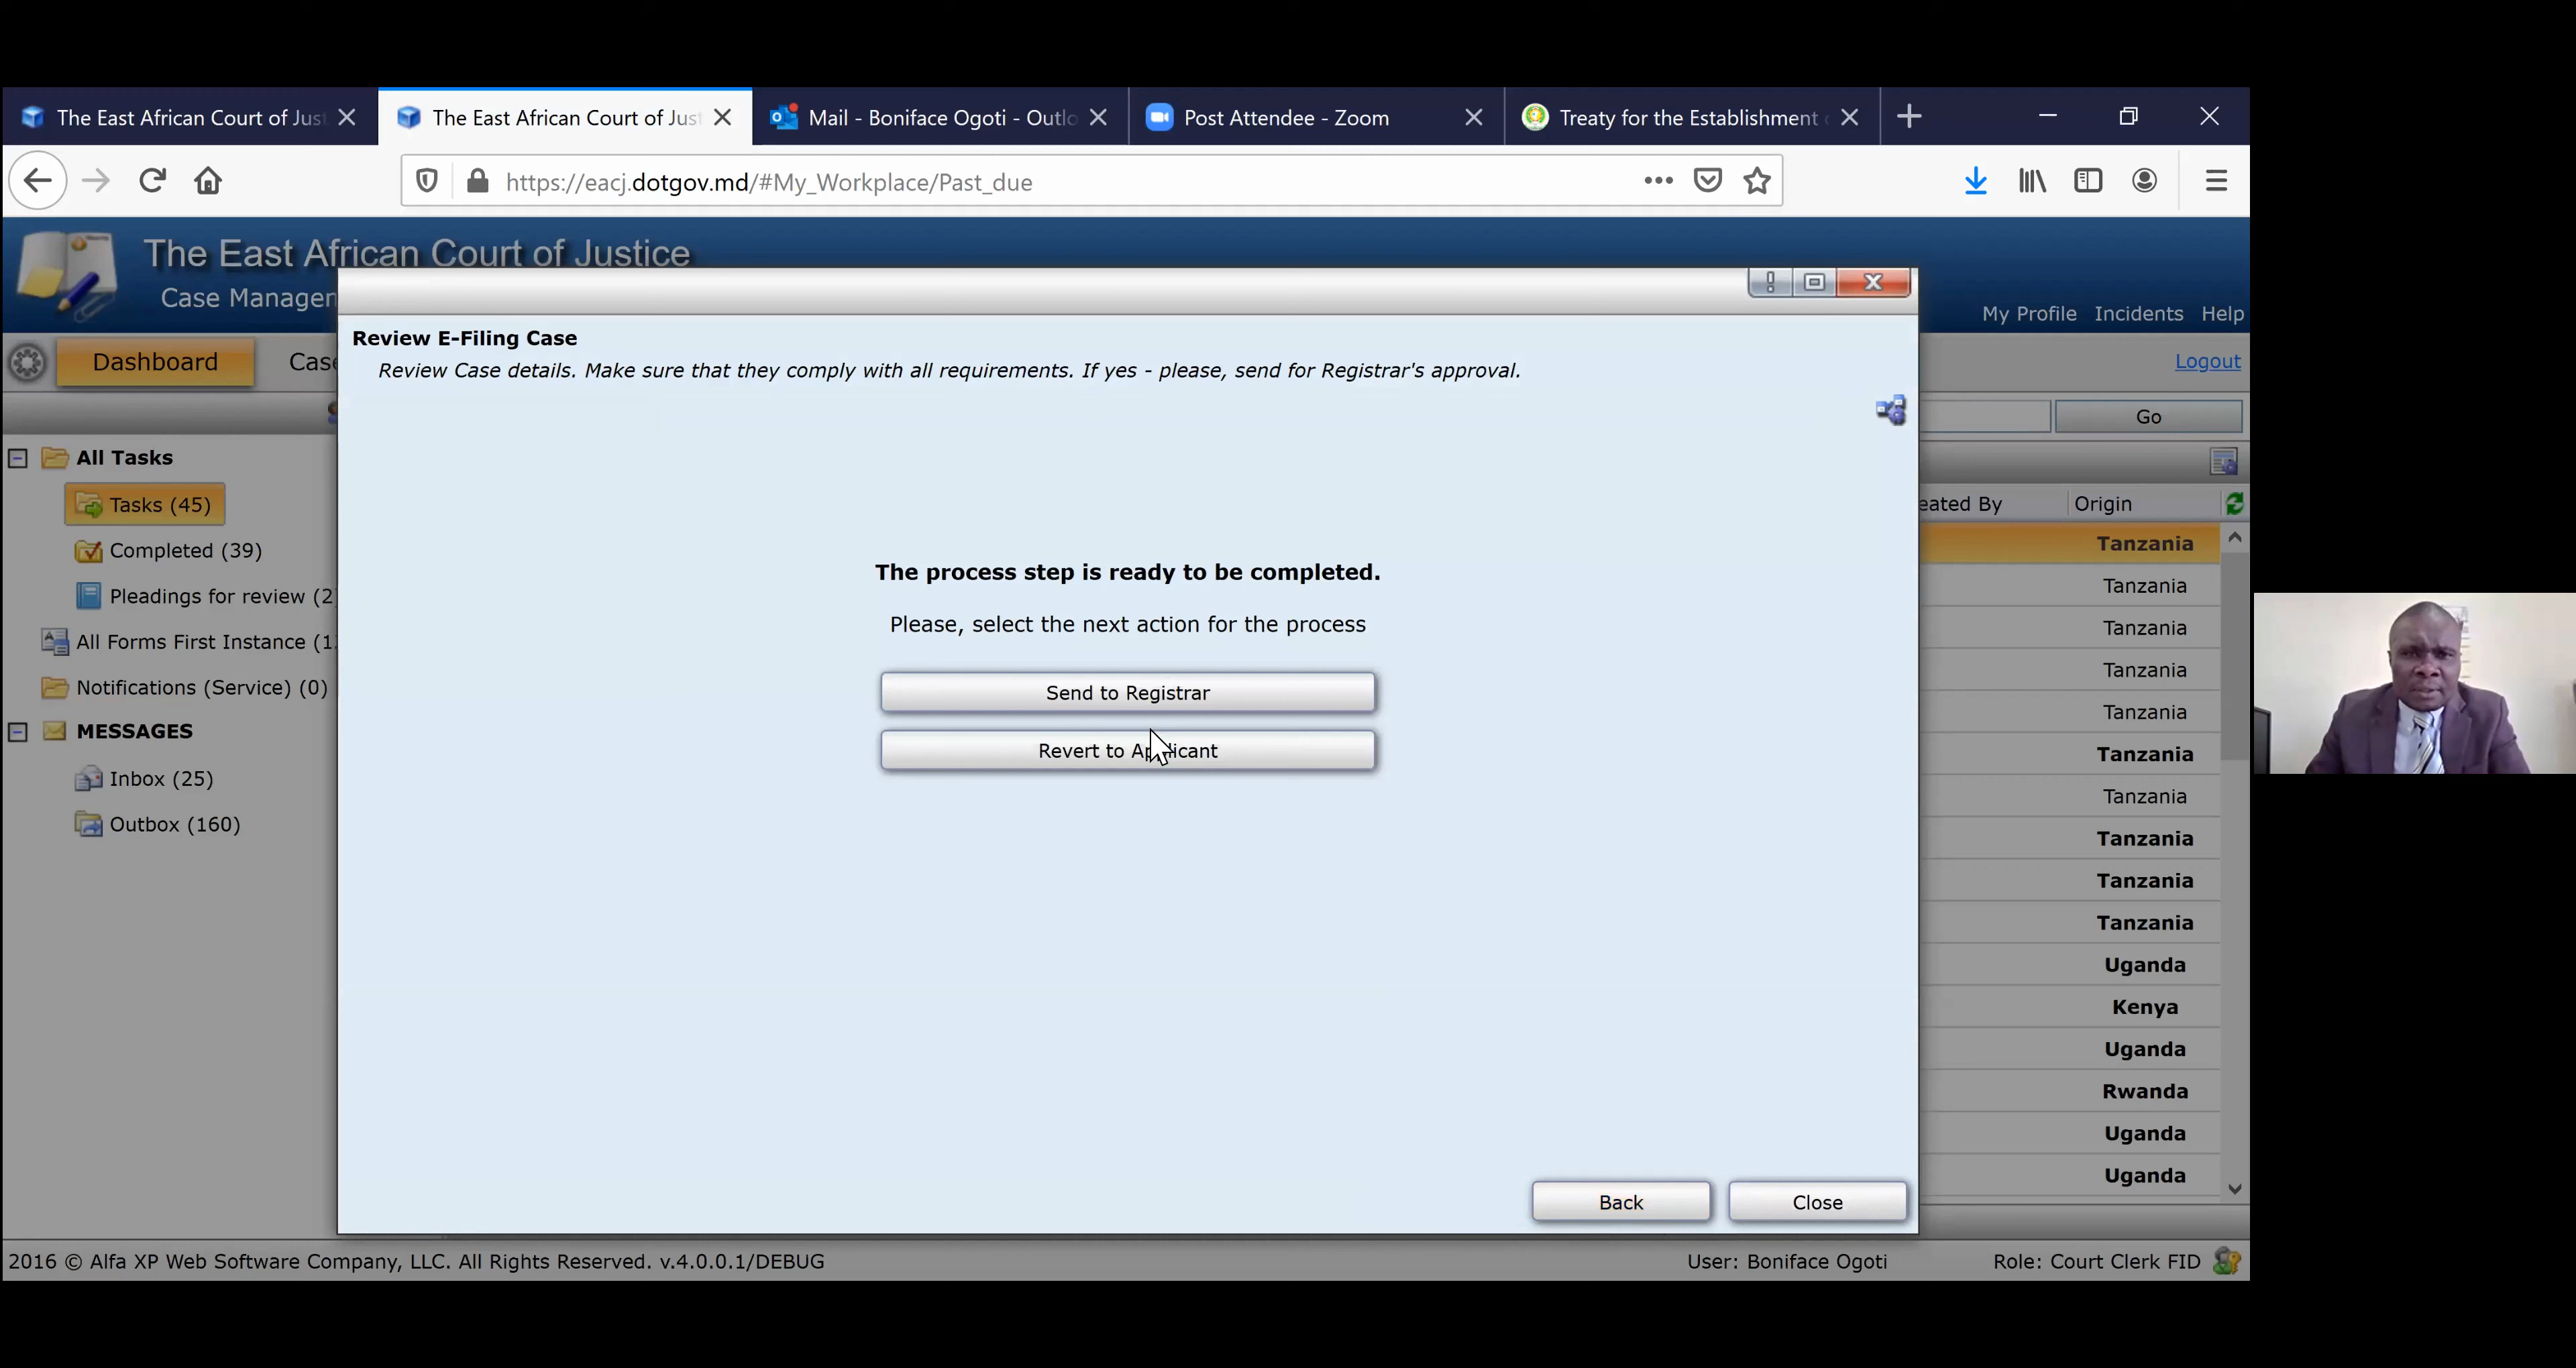 The East African Court of Jus
The East African Court of Jus
Mail - Boniface Ogoti - Outlo
Post Attendee - Zoom
Treaty for the Establishment
https://eacj.dotgov.md/#My_Workplace/Past_due
The East African Court of Justice
Case Manager
My Profile Incidents Help
Dashboard
Case
Logout
Review E-Filing Case
Review Case details. Make sure that they comply with all requirements. If yes - please, send for Registrar's approval.
Go
All Tasks
Tasks (45)
Completed (39)
Pleadings for review (2
All Forms First Instance (1
Notifications (Service) (0)
MESSAGES
Inbox (25)
Outbox (160)
The process step is ready to be completed.
Please, select the next action for the process
Send to Registrar
Revert to Applicant
Back
Close
eated By
Origin
Tanzania
Tanzania
Tanzania
Tanzania
Tanzania
Tanzania
Tanzania
Tanzania
Tanzania
Tanzania
Uganda
Kenya
Uganda
Rwanda
Uganda
Uganda
2016 © Alfa XP Web Software Company, LLC. All Rights Reserved. v.4.0.0.1/DEBUG
User: Boniface Ogoti
Role: Court Clerk FID